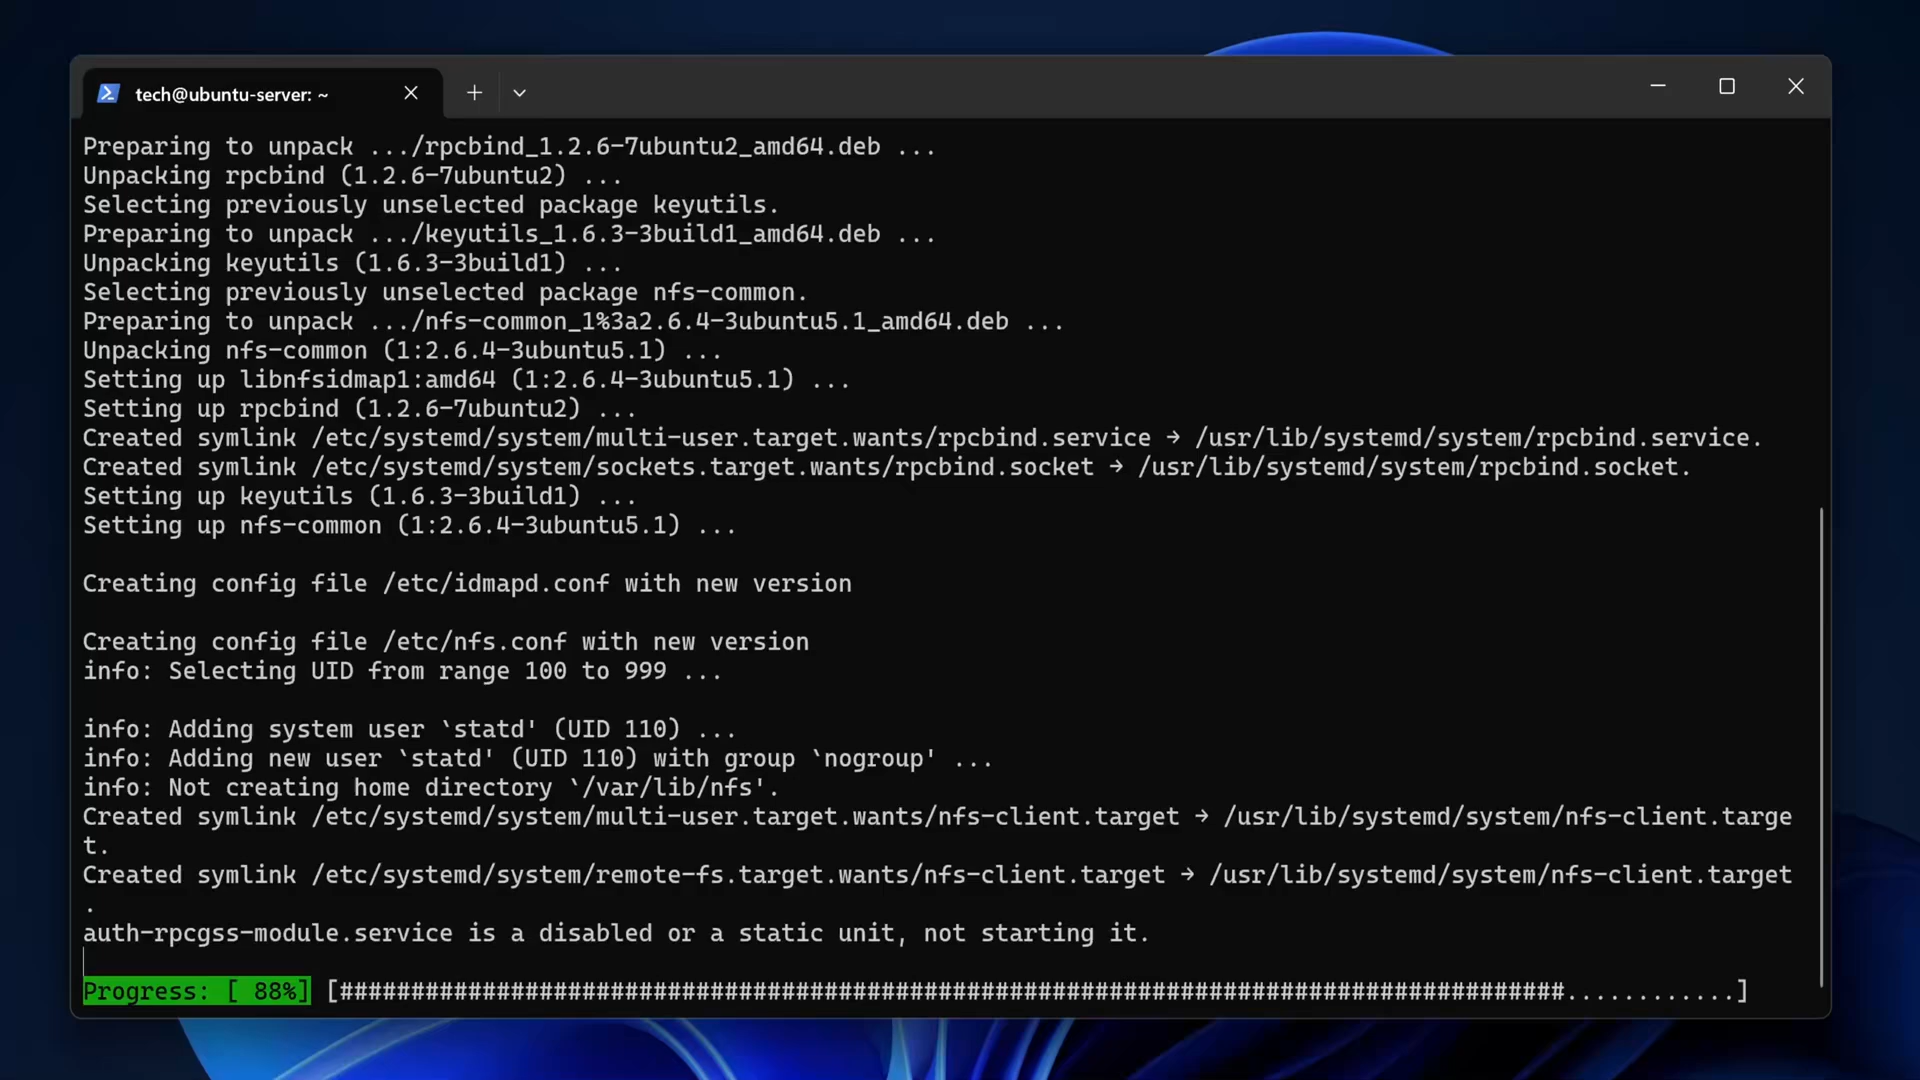 tech@ubuntu-server: ~
Preparing to unpack .../rpcbind_1.2.6-7ubuntu2_amd64.deb ...
Unpacking rpcbind (1.2.6-7ubuntu2) ...
Selecting previously unselected package keyutils.
Preparing to unpack .../keyutils_1.6.3-3build1_amd64.deb ...
Unpacking keyutils (1.6.3-3build1) ...
Selecting previously unselected package nfs-common.
Preparing to unpack .../nfs-common_1%3a2.6.4-3ubuntu5.1_amd64.deb ...
Unpacking nfs-common (1:2.6.4-3ubuntu5.1) ...
Setting up libnfsidmap1:amd64 (1:2.6.4-3ubuntu5.1) ...
Setting up rpcbind (1.2.6-7ubuntu2) ...
Created symlink /etc/systemd/system/multi-user.target.wants/rpcbind.service → /usr/lib/systemd/system/rpcbind.service.
Created symlink /etc/systemd/system/sockets.target.wants/rpcbind.socket → /usr/lib/systemd/system/rpcbind.socket.
Setting up keyutils (1.6.3-3build1) ...
Setting up nfs-common (1:2.6.4-3ubuntu5.1) ...
Creating config file /etc/idmapd.conf with new version
Creating config file /etc/nfs.conf with new version
info: Selecting UID from range 100 to 999 ...
info: Adding system user `statd' (UID 110) ...
info: Adding new user `statd' (UID 110) with group `nogroup' ...
info: Not creating home directory `/var/lib/nfs'.
Created symlink /etc/systemd/system/multi-user.target.wants/nfs-client.target → /usr/lib/systemd/system/nfs-client.targe
t.
Created symlink /etc/systemd/system/remote-fs.target.wants/nfs-client.target → /usr/lib/systemd/system/nfs-client.target
.
auth-rpcgss-module.service is a disabled or a static unit, not starting it.
Progress: [ 88%] [######################################################################################............]